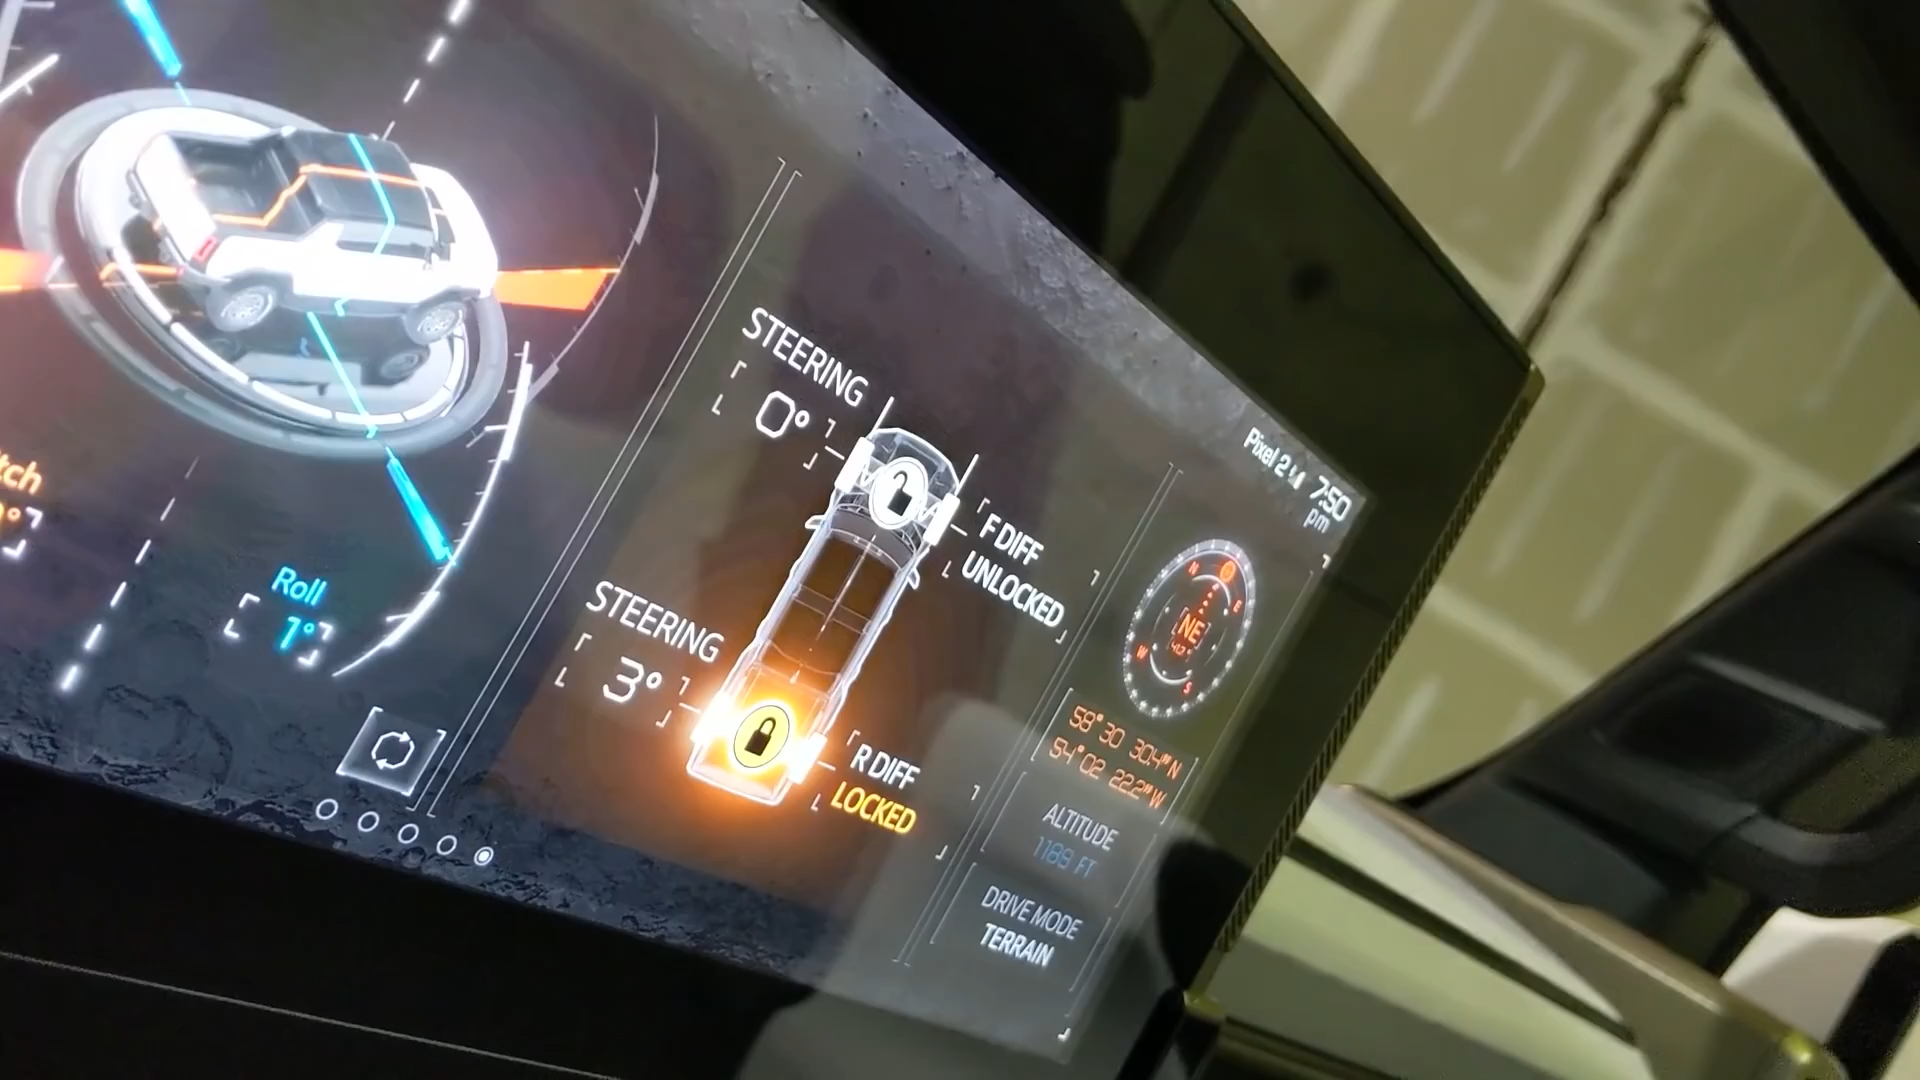 Pixel 2
7:50
pm
STEERING
0°
F DIFF
UNLOCKED
STEERING
3°
R DIFF
LOCKED
Roll
1°
tch
N
E
NE
W
S
58° 30 30.4" N
54° 02 22.2" W
ALTITUDE
1189 FT
DRIVE MODE
TERRAIN